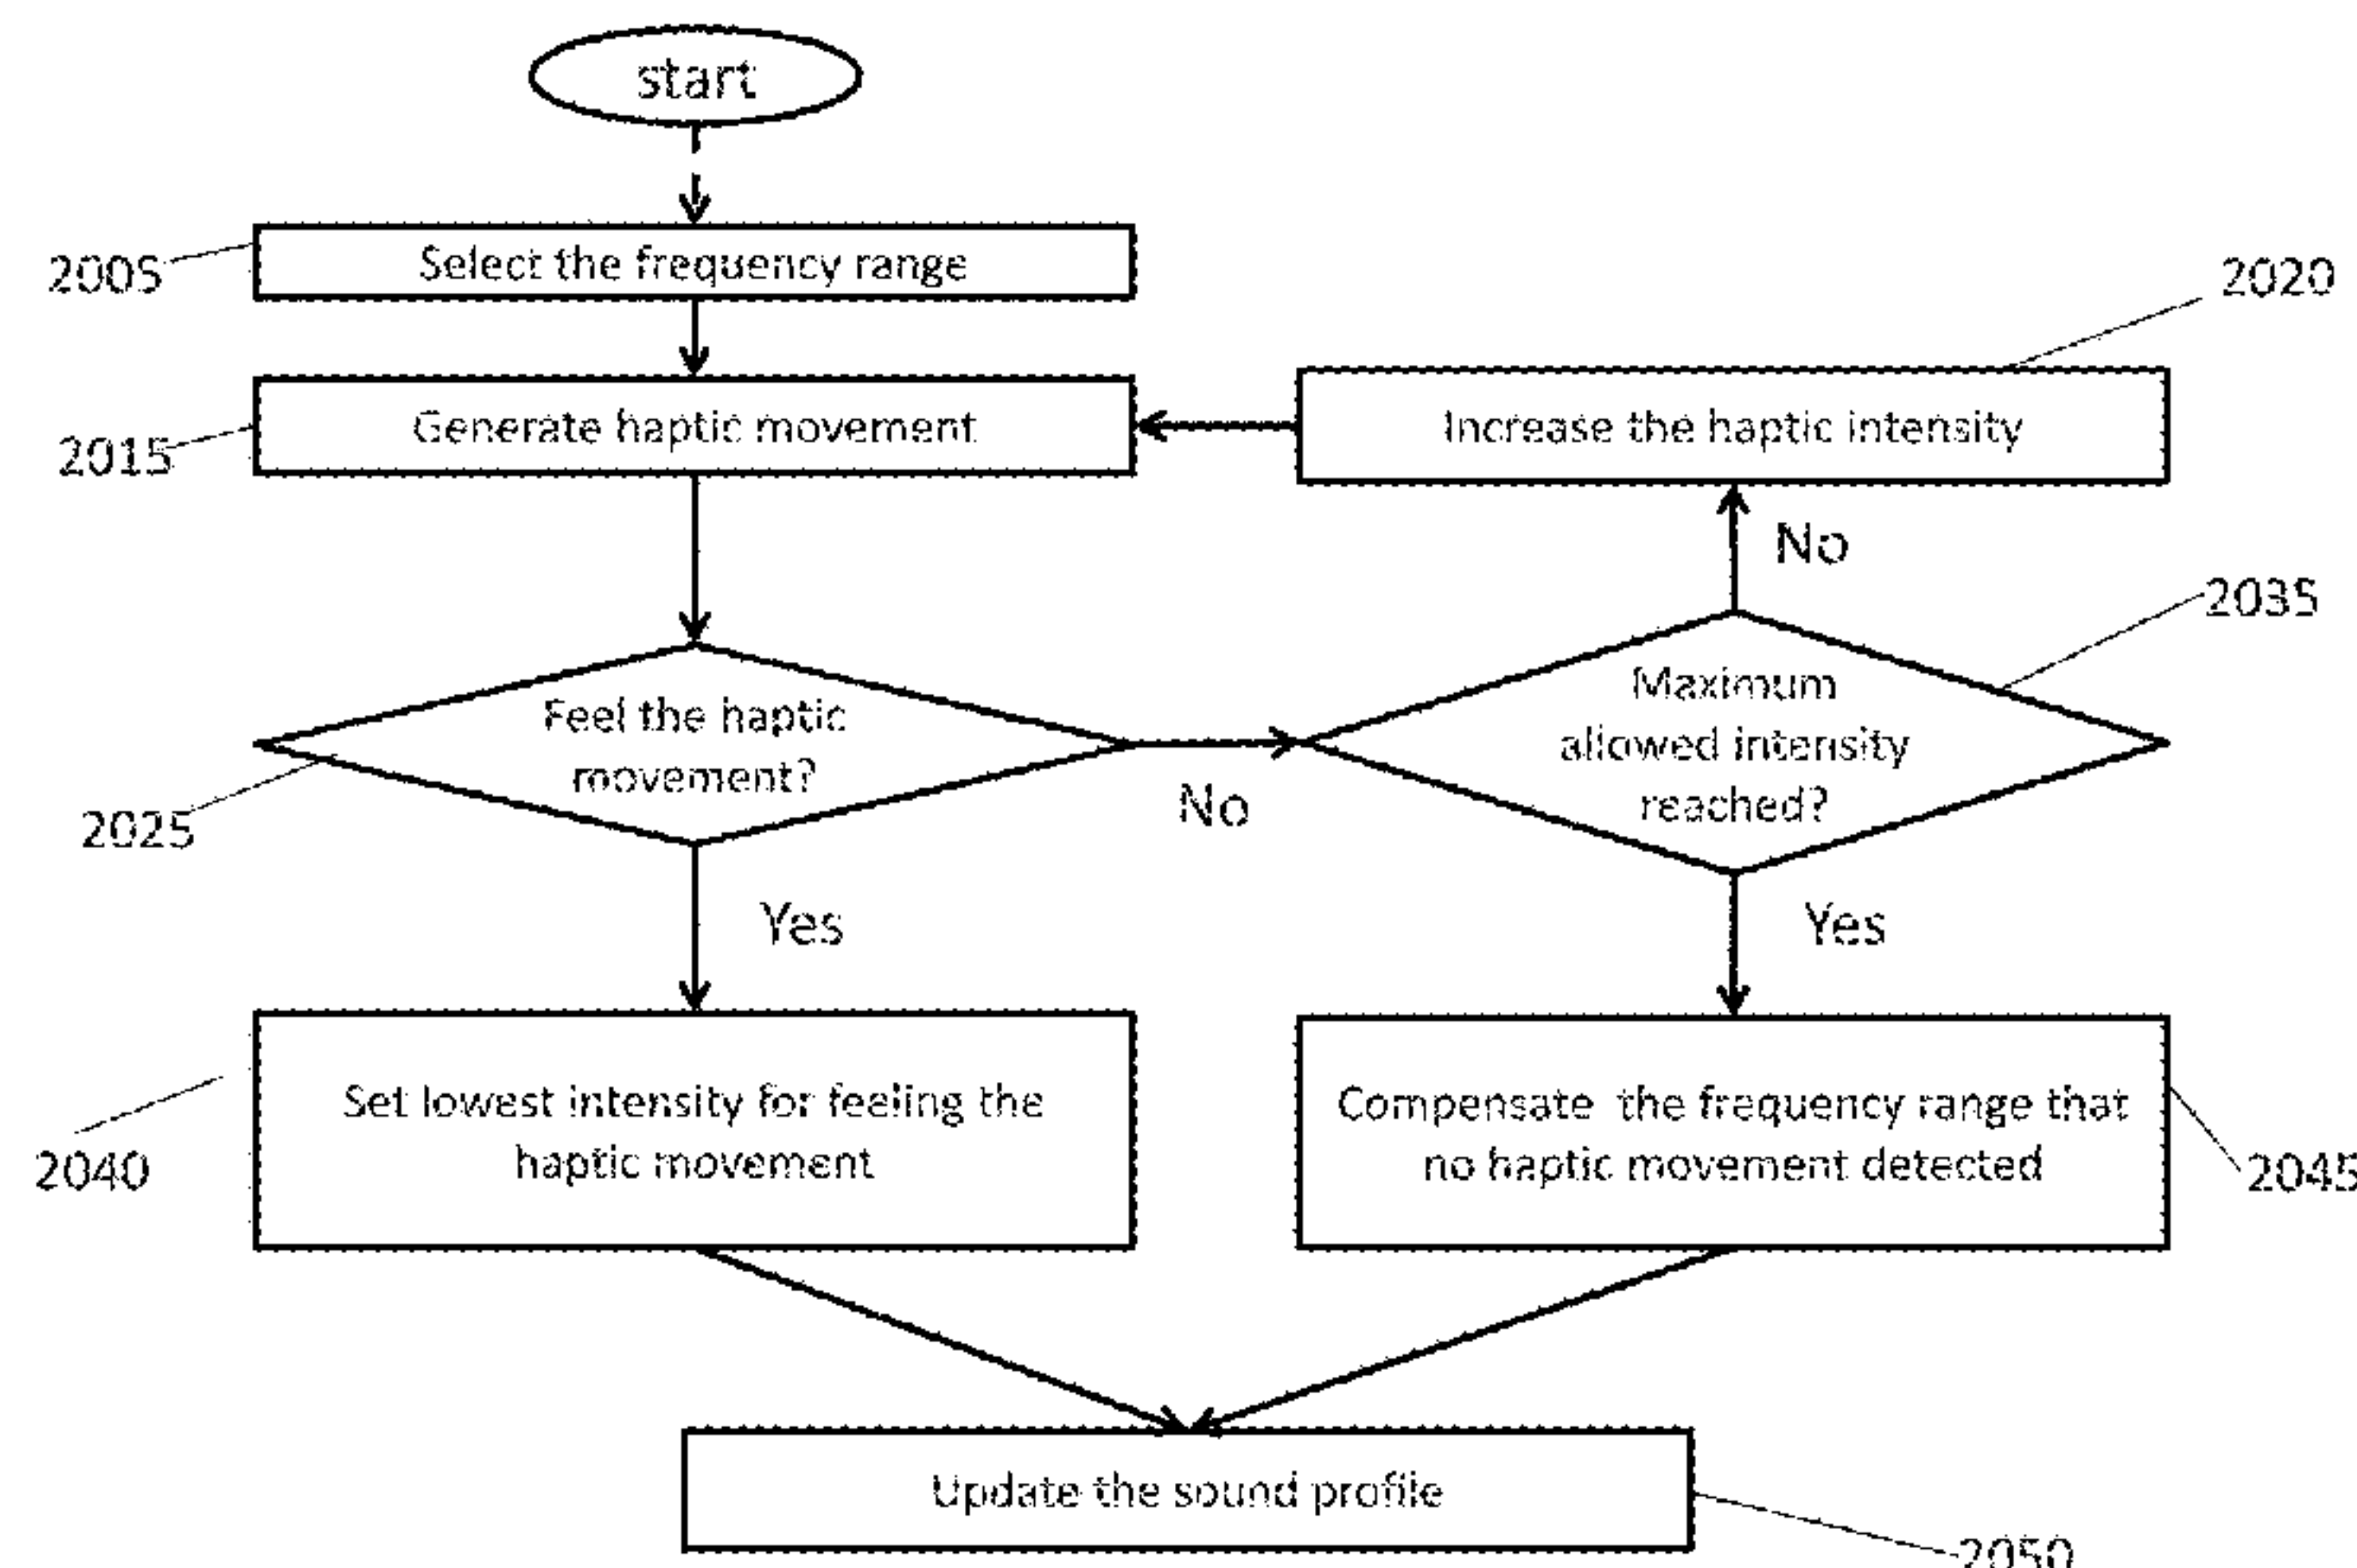 start
2005
Select the frequency range
2020
2015
Generate haptic movement
Increase the haptic intensity
No
2035
Feel the haptic
movement?
Maximum
allowed intensity
reached?
2025
No
Yes
Yes
2040
Set lowest intensity for feeling the
haptic movement
Compensate the frequency range that
no haptic movement detected
2045
Update the sound profile
2050